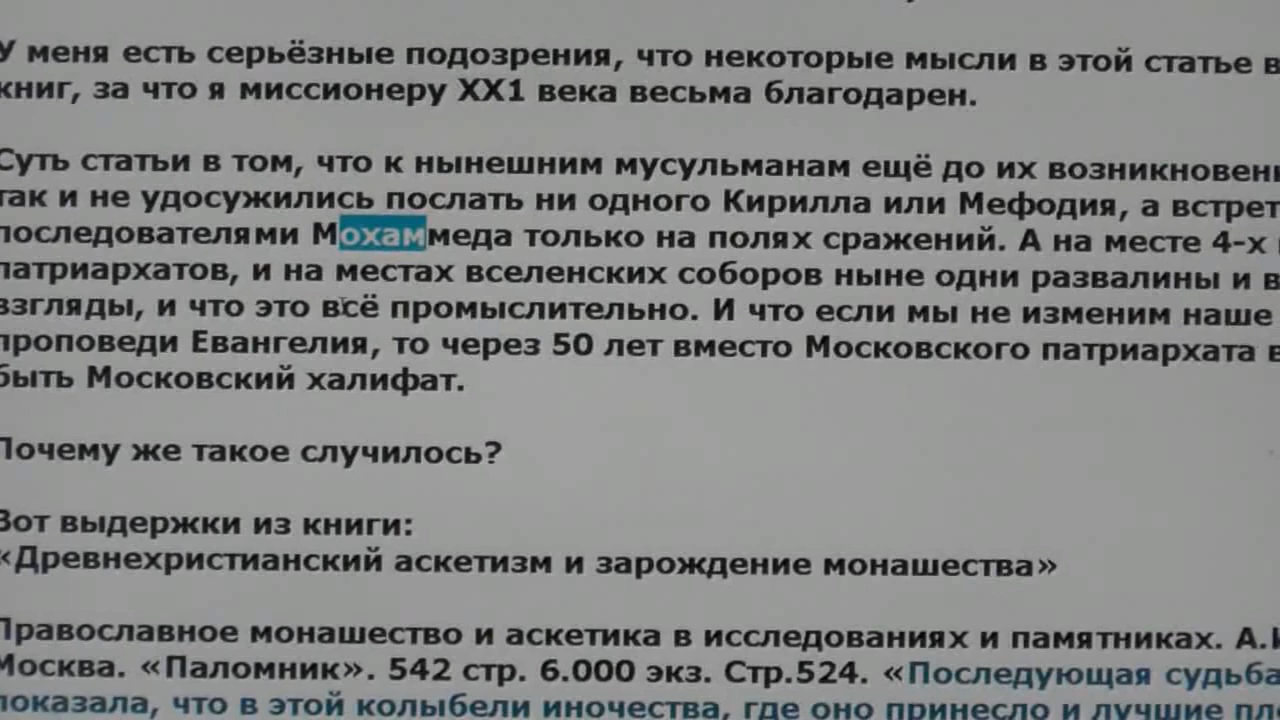 У меня есть серьёзные подозрения, что некоторые мысли в этой статье в
книг, за что я миссионеру ХХ1 века весьма благодарен.
Суть статьи в том, что к нынешним мусульманам ещё до их
так и не удосужились послать ни одного Кирилла или Мефодия, а
последователями Мохаммеда только на полях сражений. А на месте 4-х
патриархатов, и на местах вселенских соборов ныне одни развалины и
взгляды, и что это всё промыслительно. И что если мы не изменим наше
проповеди Евангелия, то через 50 лет вместо Московского патриархата
быть Московский халифат.
Почему же такое случилось?
Вот выдержки из книги:
«Древнехристианский аскетизм и зарождение монашества»
Православное монашество и аскетика в исследованиях и памятниках. А.
Москва. «Паломник». 542 стр. 6.000 экз. Стр.524. «Последующая судьба
показала, что в этой колыбели иночества, где оно принесло и лучшие